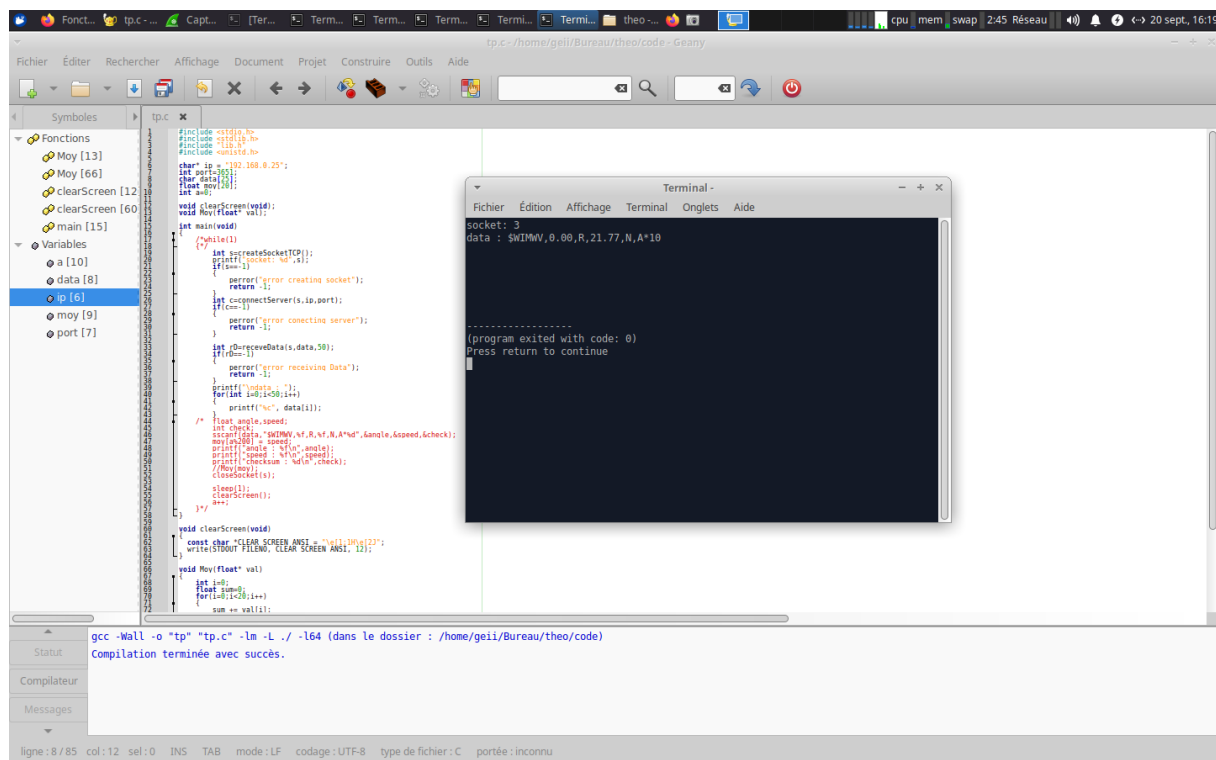 Fonct... tp.c - ... Capt... [Ter... Term... Term... Term... Termi... Termi... theo -... cpu mem swap 2:45 Réseau 20 sept., 16:19
tp.c - /home/geii/Bureau/theo/code - Geany
Fichier Éditer Rechercher Affichage Document Projet Construire Outils Aide
Symboles
tp.c
Fonctions
Moy [13]
Moy [66]
clearScreen [12
clearScreen [60
main [15]
Variables
a [10]
data [8]
ip [6]
moy [9]
port [7]
#include <stdio.h>
#include <stdlib.h>
#include "lib.h"
#include <unistd.h>
char* ip = "192.168.0.25";
int port=3651;
char data[25];
float moy[20];
int a=0;
void clearScreen(void);
void Moy(float* val);
int main(void)
{
/*while(1)
{*/
int s=createSocketTCP();
printf("socket: %d",s);
if(s==-1)
{
perror("error creating socket");
return -1;
}
int c=connectServer(s,ip,port);
if(c==-1)
{
perror("error conecting server");
return -1;
}
int rD=receveData(s,data,50);
if(rD==-1)
{
perror("error receiving Data");
return -1;
}
printf("\ndata : ");
for(int i=0;i<50;i++)
{
printf("%c", data[i]);
}
/* float angle,speed;
int check;
sscanf(data,"$WIMWV,%f,R,%f,N,A*%d",&angle,&speed,&check);
moy[a%200] = speed;
printf("angle : %f\n",angle);
printf("speed : %f\n",speed);
printf("checksum : %d\n",check);
//Moy(moy);
closeSocket(s);
sleep(1);
clearScreen();
a++;
}*/
}
void clearScreen(void)
{
const char *CLEAR_SCREEN_ANSI = "\e[1;1H\e[2J";
write(STDOUT_FILENO, CLEAR_SCREEN_ANSI, 12);
}
void Moy(float* val)
{
int i=0;
float sum=0;
for(i=0;i<20;i++)
{
sum += val[i];
Terminal -
Fichier Édition Affichage Terminal Onglets Aide
socket: 3
data : $WIMWV,0.00,R,21.77,N,A*10
------------------
(program exited with code: 0)
Press return to continue
Statut
Compilateur
Messages
gcc -Wall -o "tp" "tp.c" -lm -L ./ -l64 (dans le dossier : /home/geii/Bureau/theo/code)
Compilation terminée avec succès.
ligne : 8 / 85 col : 12 sel : 0 INS TAB mode : LF codage : UTF-8 type de fichier : C portée : inconnu